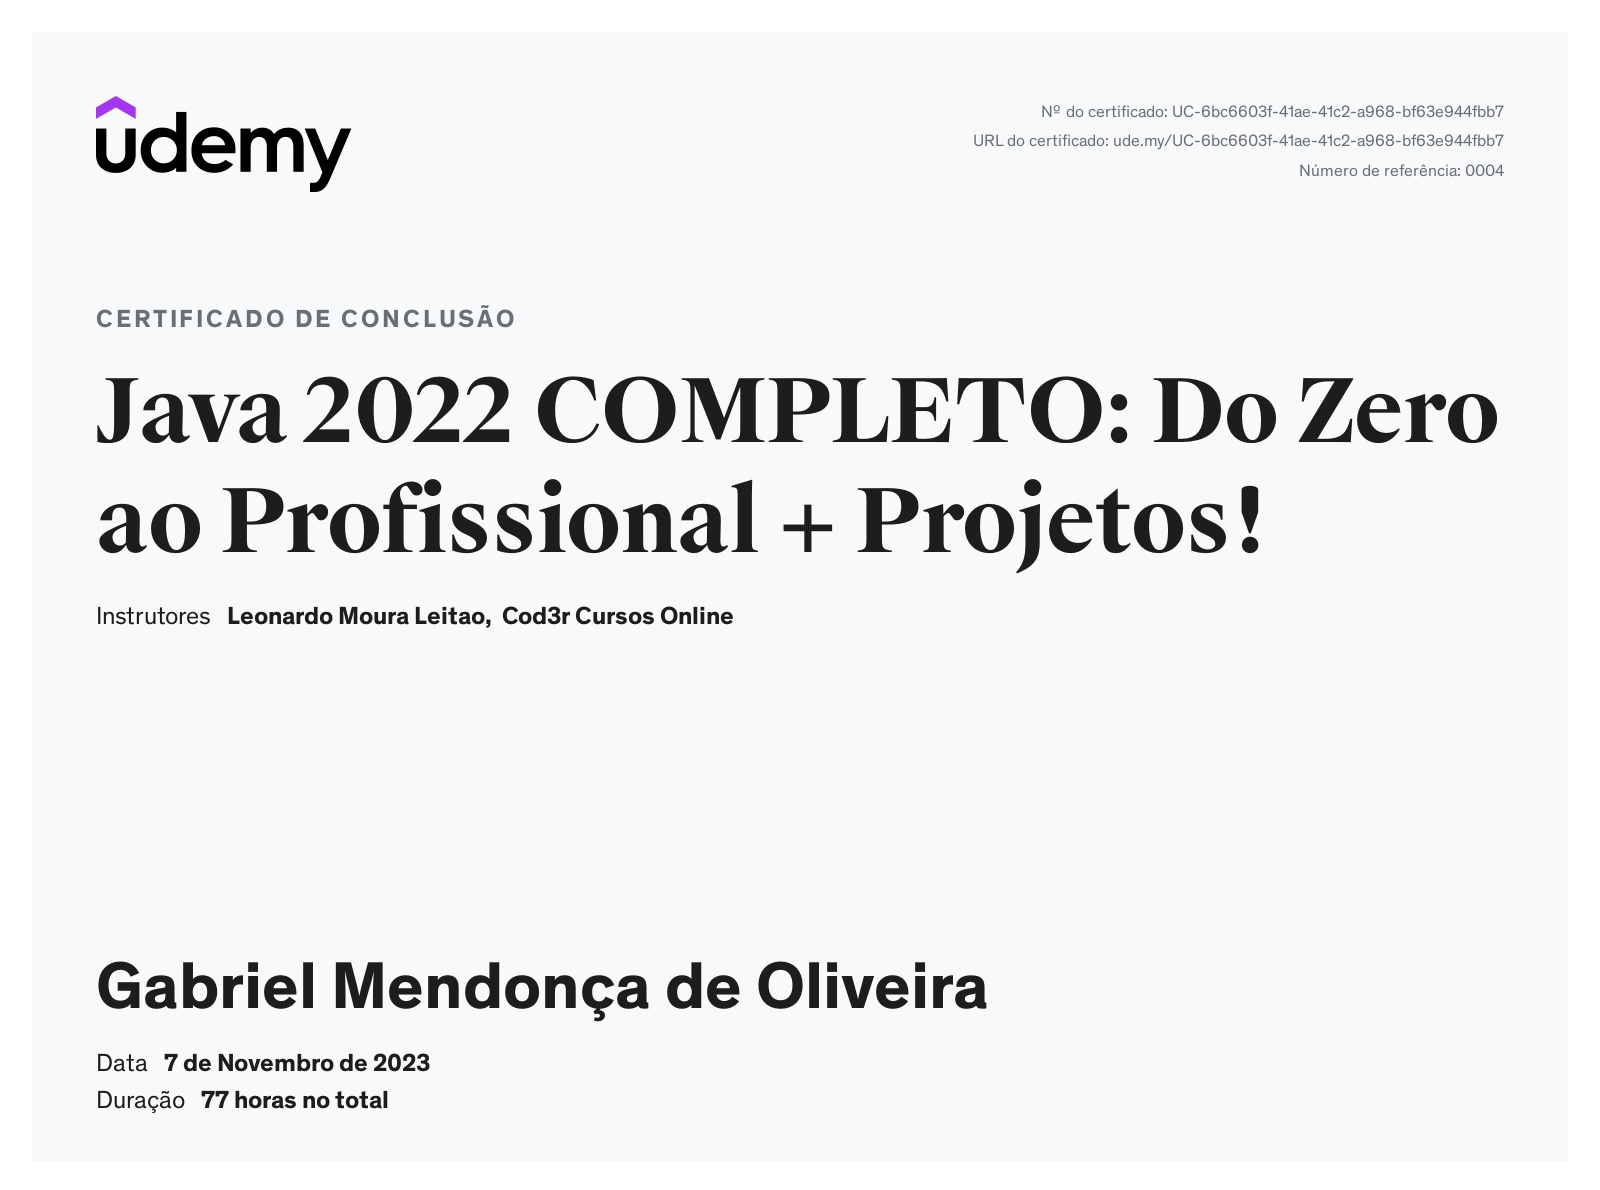 udemy
Nº do certificado: UC-6bc6603f-41ae-41c2-a968-bf63e944fbb7
URL do certificado: ude.my/UC-6bc6603f-41ae-41c2-a968-bf63e944fbb7
Número de referência: 0004
CERTIFICADO DE CONCLUSÃO
Java 2022 COMPLETO: Do Zero
ao Profissional + Projetos!
Instrutores Leonardo Moura Leitao, Cod3r Cursos Online
Gabriel Mendonça de Oliveira
Data 7 de Novembro de 2023
Duração 77 horas no total